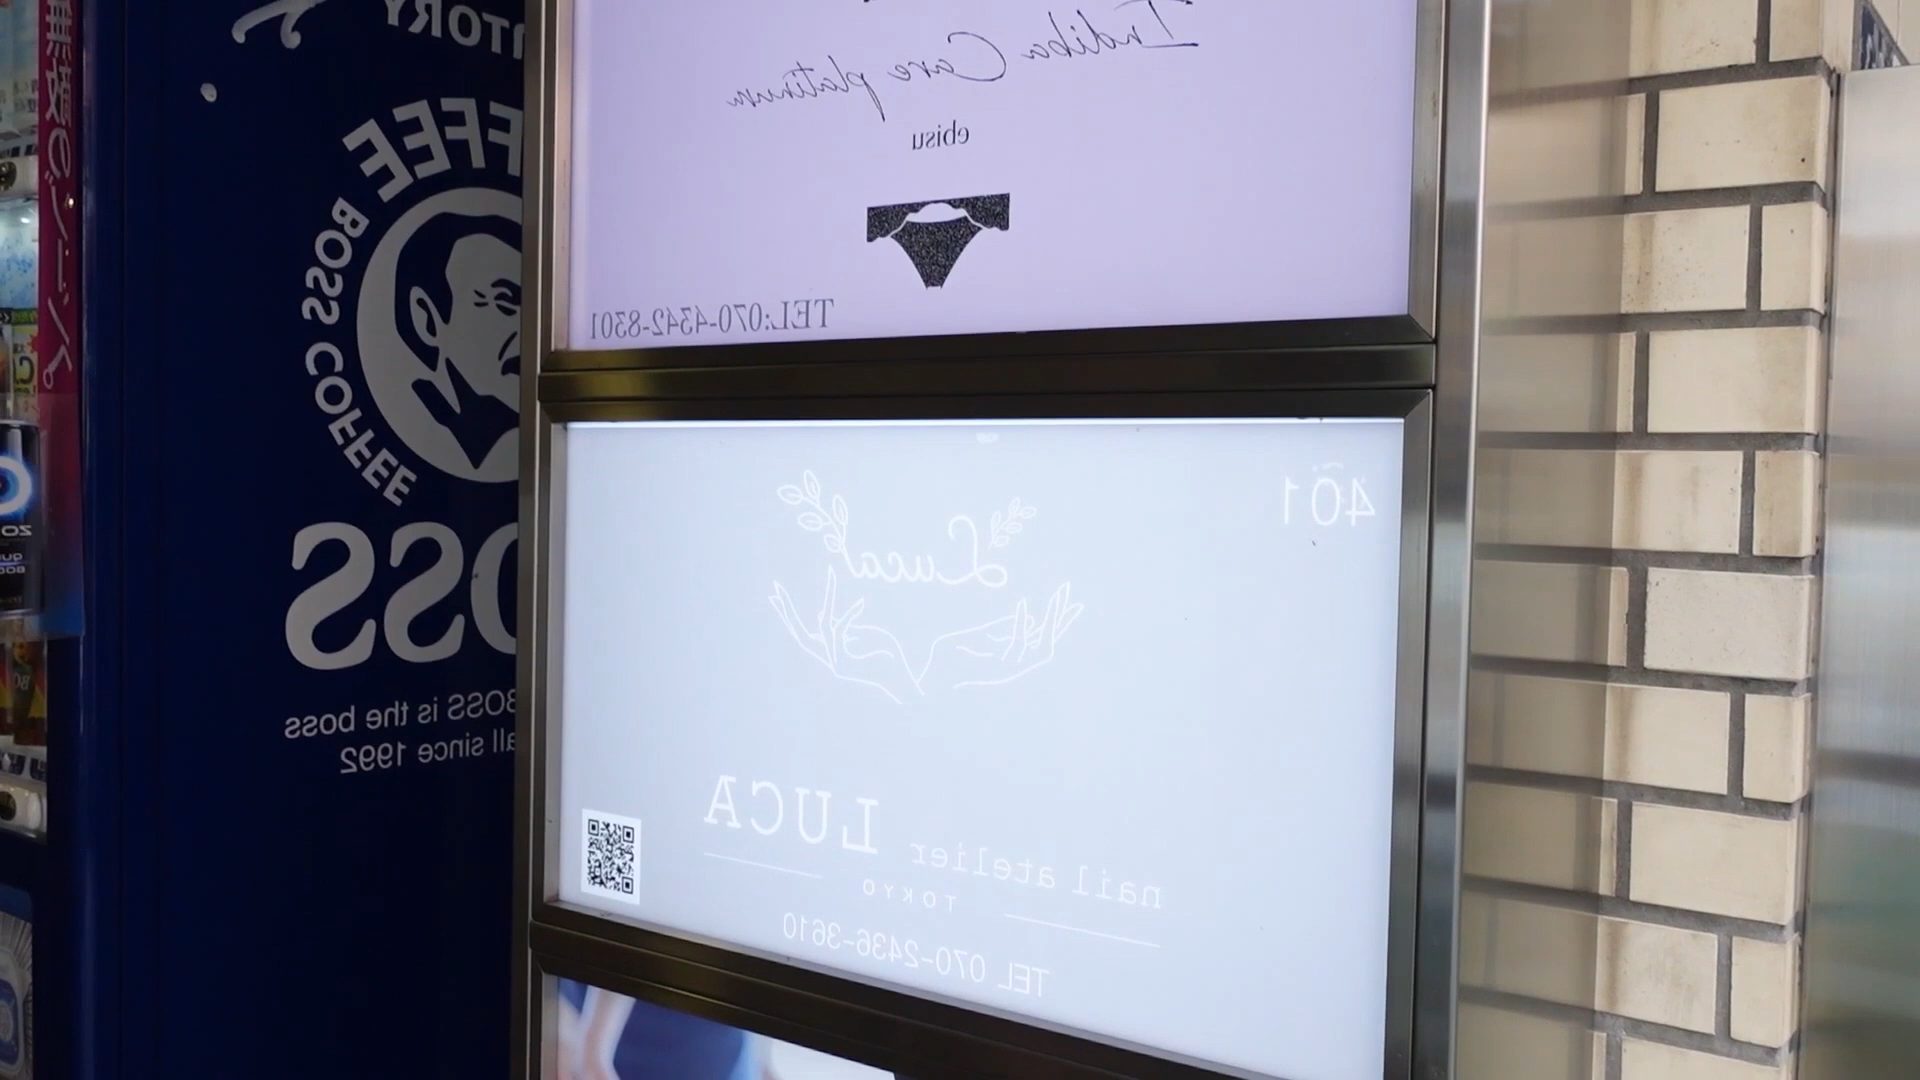 Indiba Care platinum
ebisu
TEL:070-4342-8301
401
Luca
nail atelier LUCA
TOKYO
TEL 070-2436-3610
BOSS COFFEE
BOSS is the boss
all since 1992